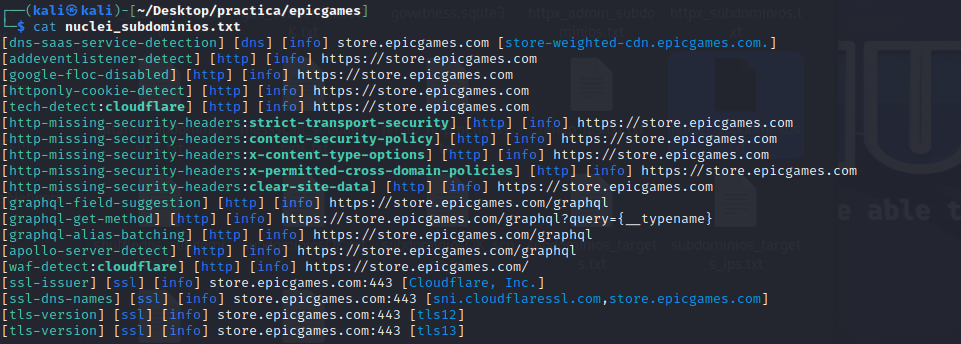 gowitness.sqlite3 httpx_admin_subdo
┌──(kali㉿kali)-[~/Desktop/practica/epicgames]
└─$ cat nuclei_subdominios.txt
[dns-saas-service-detection] [dns] [info] store.epicgames.com [store-weighted-cdn.epicgames.com.]
[addeventlistener-detect] [http] [info] https://store.epicgames.com
[google-floc-disabled] [http] [info] https://store.epicgames.com
[httponly-cookie-detect] [http] [info] https://store.epicgames.com
[tech-detect:cloudflare] [http] [info] https://store.epicgames.com
[http-missing-security-headers:strict-transport-security] [http] [info] https://store.epicgames.com
[http-missing-security-headers:content-security-policy] [http] [info] https://store.epicgames.com
[http-missing-security-headers:x-content-type-options] [http] [info] https://store.epicgames.com
[http-missing-security-headers:x-permitted-cross-domain-policies] [http] [info] https://store.epicgames.com
[http-missing-security-headers:clear-site-data] [http] [info] https://store.epicgames.com
[graphql-field-suggestion] [http] [info] https://store.epicgames.com/graphql
[graphql-get-method] [http] [info] https://store.epicgames.com/graphql?query={__typename}
e able t
[graphql-alias-batching] [http] [info] https://store.epicgames.com/graphql
[apollo-server-detect] [http] [info] https://store.epicgames.com/graphql
subdominios_target
[waf-detect:cloudflare] [http] [info] https://store.epicgames.com/
s.txt s_ips.txt
[ssl-issuer] [ssl] [info] store.epicgames.com:443 [Cloudflare, Inc.]
[ssl-dns-names] [ssl] [info] store.epicgames.com:443 [sni.cloudflaressl.com,store.epicgames.com]
[tls-version] [ssl] [info] store.epicgames.com:443 [tls12]
[tls-version] [ssl] [info] store.epicgames.com:443 [tls13]